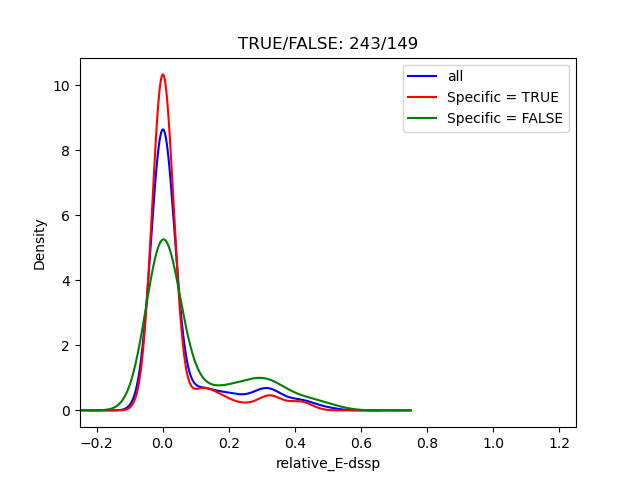 TRUE/FALSE: 243/149
all
Specific = TRUE
Specific = FALSE
Density
10
8
6
4
2
0
−0.2 0.0 0.2 0.4 0.6 0.8 1.0 1.2
relative_E-dssp